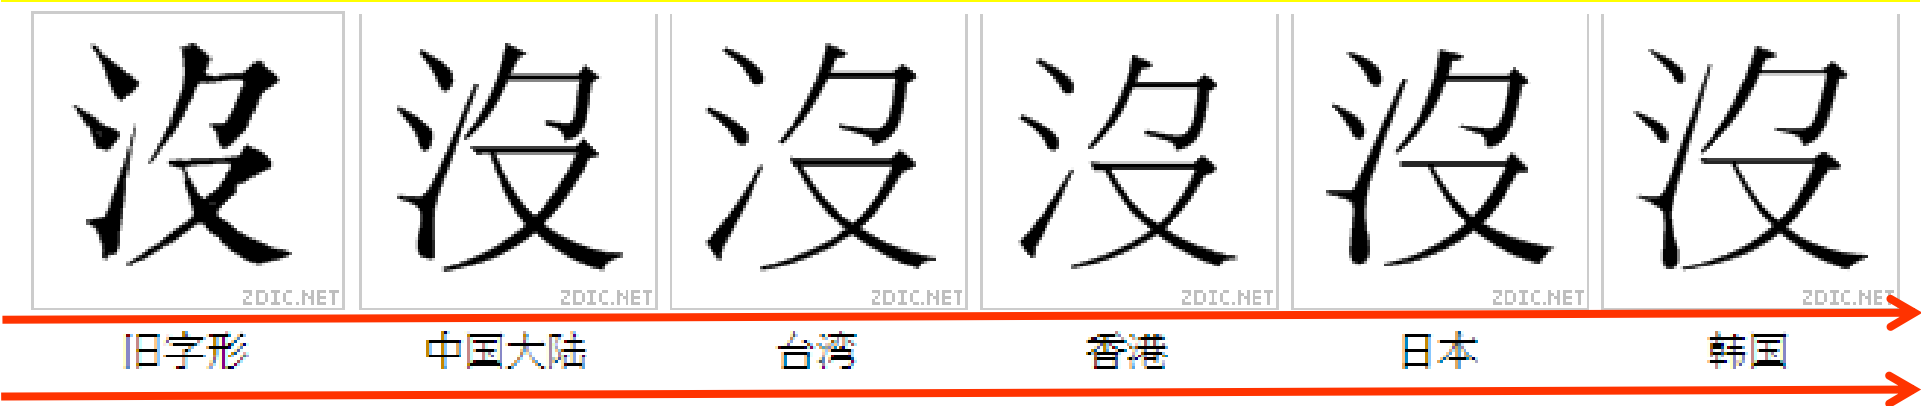 沒 沒 沒 沒 沒 沒
ZDIC.NET ZDIC.NET ZDIC.NET ZDIC.NET ZDIC.NET ZDIC.NET
旧字形 中国大陆 台湾 香港 日本 韩国